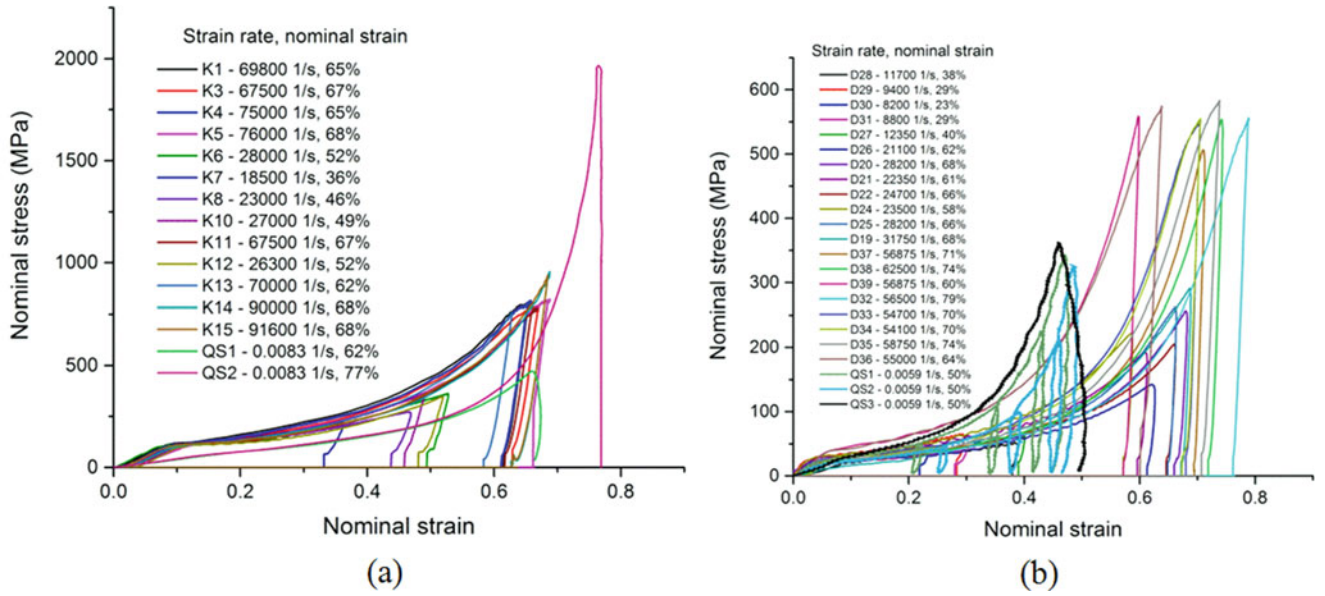 Strain rate, nominal strain
K1 - 69800 1/s, 65%
K3 - 67500 1/s, 67%
K4 - 75000 1/s, 65%
K5 - 76000 1/s, 68%
K6 - 28000 1/s, 52%
K7 - 18500 1/s, 36%
K8 - 23000 1/s, 46%
K10 - 27000 1/s, 49%
K11 - 67500 1/s, 67%
K12 - 26300 1/s, 52%
K13 - 70000 1/s, 62%
K14 - 90000 1/s, 68%
K15 - 91600 1/s, 68%
QS1 - 0.0083 1/s, 62%
QS2 - 0.0083 1/s, 77%
Nominal stress (MPa)
2000
1500
1000
500
0
0.0 0.2 0.4 0.6 0.8
Nominal strain
(a)
Strain rate, nominal strain
D28 - 11700 1/s, 38%
D29 - 9400 1/s, 29%
D30 - 8200 1/s, 23%
D31 - 8800 1/s, 29%
D27 - 12350 1/s, 40%
D26 - 21100 1/s, 62%
D20 - 28200 1/s, 68%
D21 - 22350 1/s, 61%
D22 - 24700 1/s, 66%
D24 - 23500 1/s, 58%
D25 - 28200 1/s, 66%
D19 - 31750 1/s, 68%
D37 - 56875 1/s, 71%
D38 - 62500 1/s, 74%
D39 - 56875 1/s, 60%
D32 - 56500 1/s, 79%
D33 - 54700 1/s, 70%
D34 - 54100 1/s, 70%
D35 - 58750 1/s, 74%
D36 - 55000 1/s, 64%
QS1 - 0.0059 1/s, 50%
QS2 - 0.0059 1/s, 50%
QS3 - 0.0059 1/s, 50%
Nominal stress (MPa)
600
500
400
300
200
100
0
0.0 0.2 0.4 0.6 0.8
Nominal strain
(b)